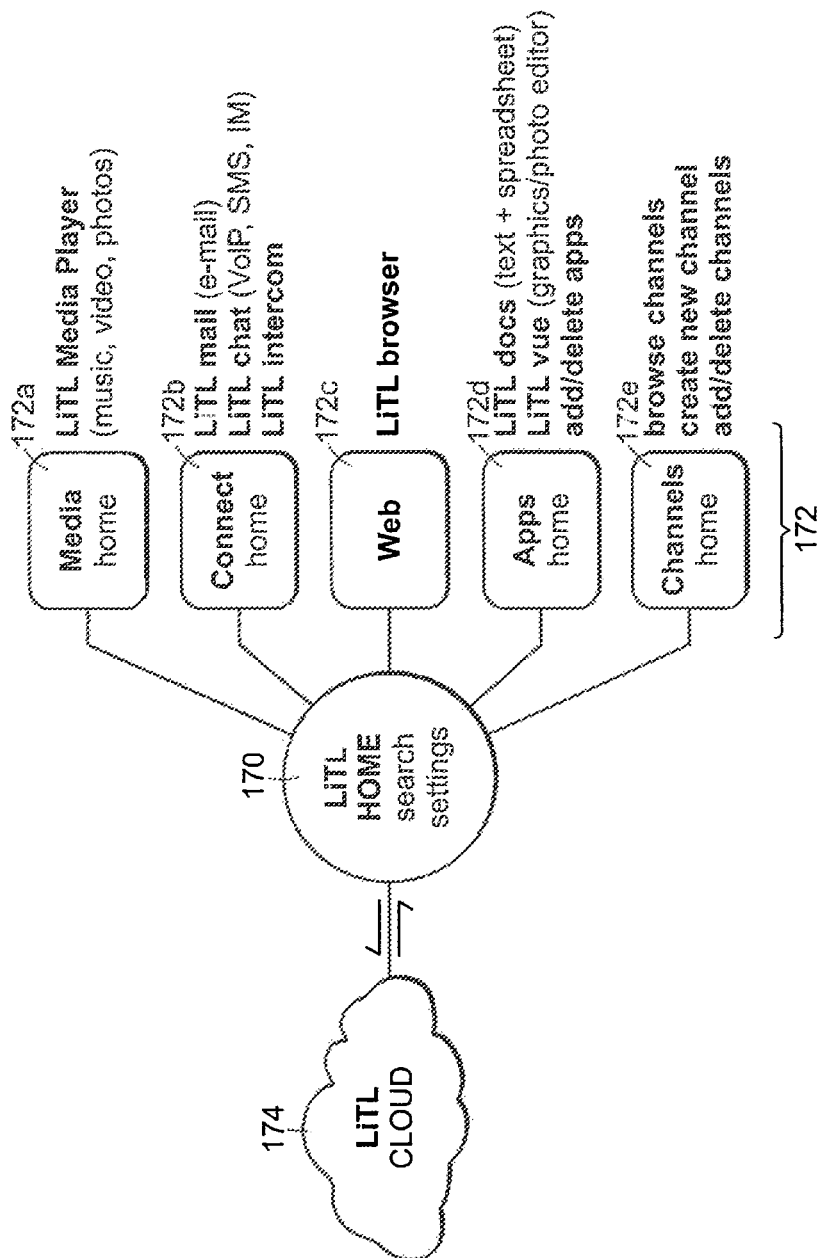 174
LiTL
CLOUD
170
LiTL
HOME
search
settings
172a
Media
home
LiTL Media Player
(music, video, photos)
172b
Connect
home
LiTL mail (e-mail)
LiTL chat (VoIP, SMS, IM)
LiTL intercom
172c
Web
LiTL browser
172d
Apps
home
LiTL docs (text + spreadsheet)
LiTL vue (graphics/photo editor)
add/delete apps
172e
Channels
home
browse channels
create new channel
add/delete channels
172